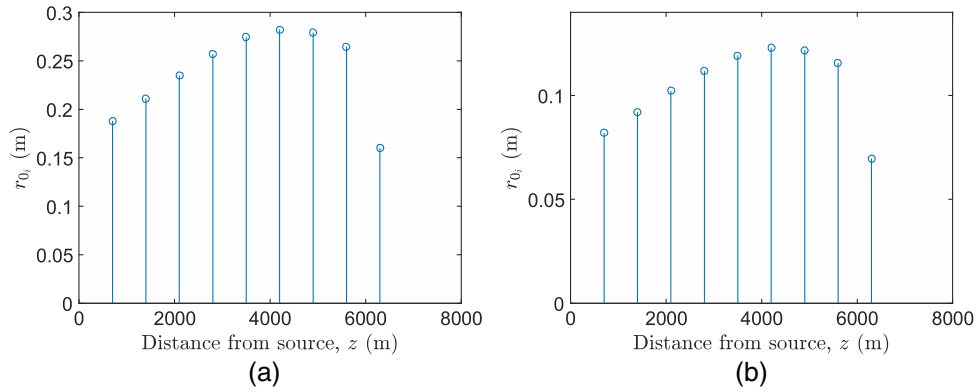 0.3
0.25
0.2
0.15
0.1
0.05
0
r₀ᵢ (m)
0 2000 4000 6000 8000
Distance from source, z (m)
(a)
0.1
0.05
0
r₀ᵢ (m)
0 2000 4000 6000 8000
Distance from source, z (m)
(b)